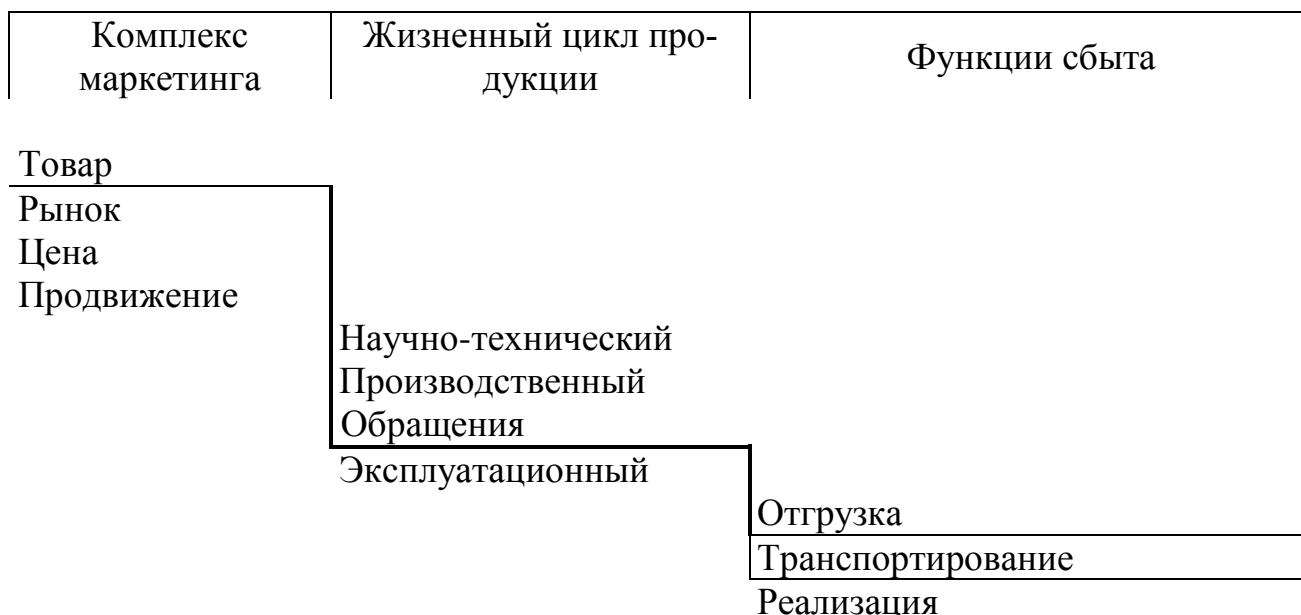 Комплекс
маркетинга
Жизненный цикл про-
дукции
Функции сбыта
Товар
Рынок
Цена
Продвижение
Научно-технический
Производственный
Обращения
Эксплуатационный
Отгрузка
Транспортирование
Реализация